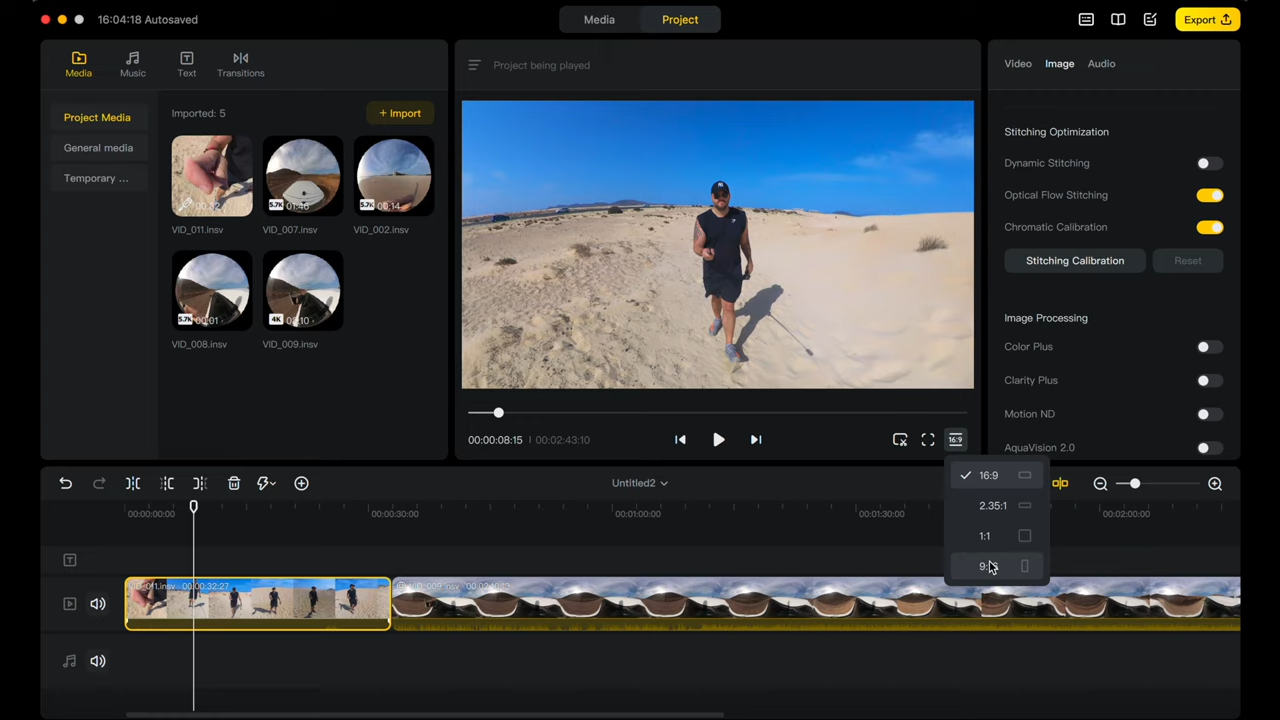 16:04:18 Autosaved
Media
Project
Export
Media
Music
Text
Transitions
Project being played
Video
Image
Audio
Project Media
General media
Temporary ...
Imported: 5
+ Import
00:32
5.7K 01:46
5.7K 00:14
VID_011.insv
VID_007.insv
VID_002.insv
5.7K 00:01
4K
VID_008.insv
VID_009.insv
Stitching Optimization
Dynamic Stitching
Optical Flow Stitching
Chromatic Calibration
Stitching Calibration
Reset
Image Processing
Color Plus
Clarity Plus
Motion ND
AquaVision 2.0
00:00:08:15 | 00:02:43:10
16:9
16:9
2.35:1
1:1
Untitled2
00:00:00:00
00:00:30:00
00:01:00:00
00:01:30:00
00:02:00:00
T
00:00:32:27